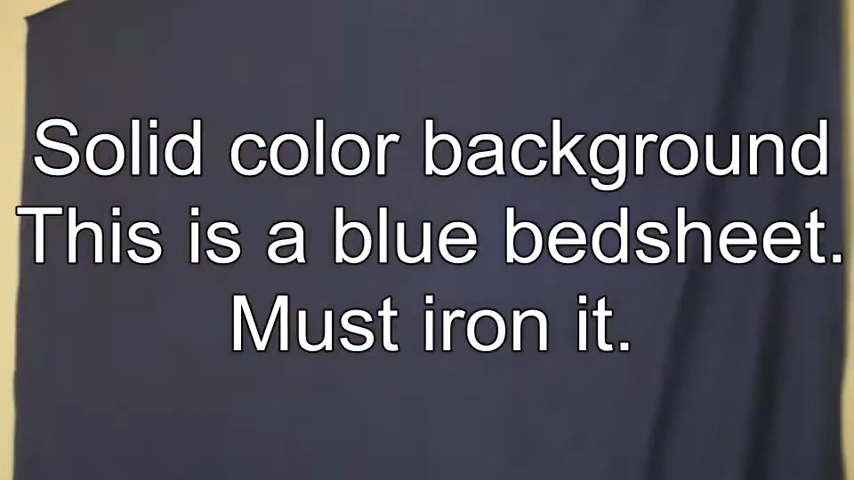 Solid color background
This is a blue bedsheet.
Must iron it.